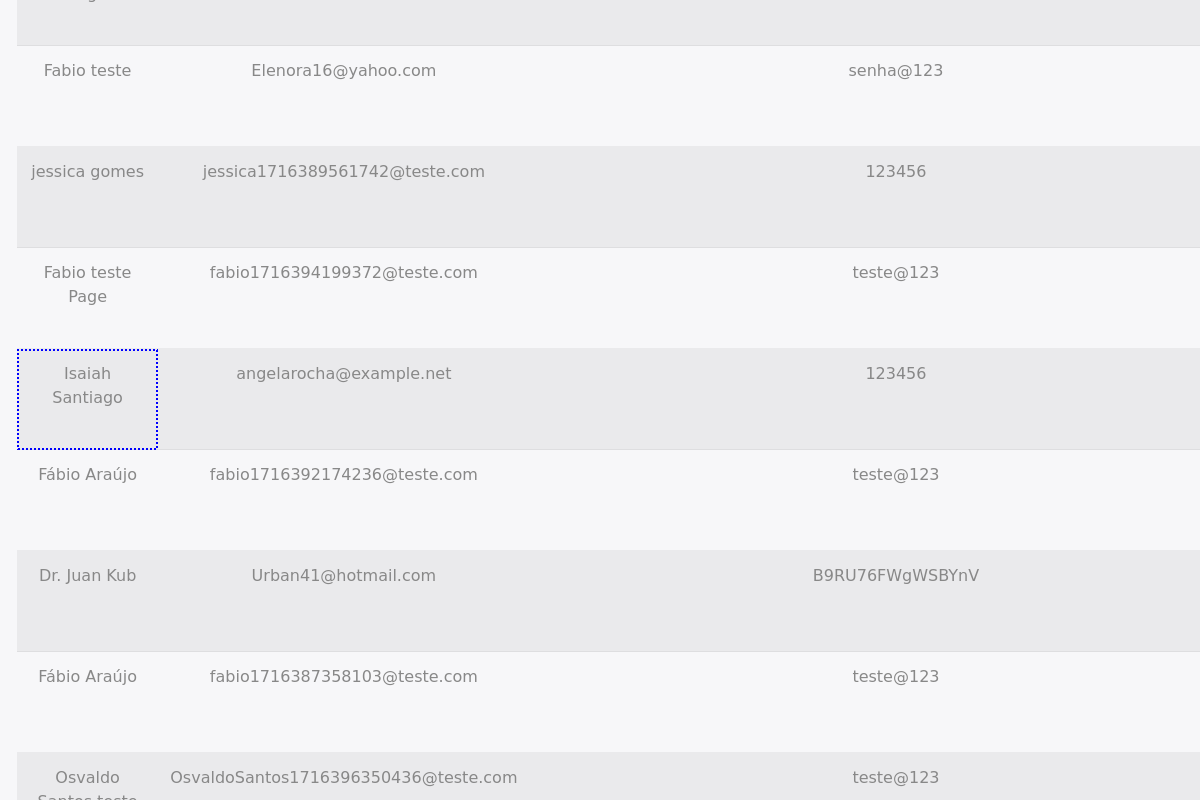 Fabio teste Elenora16@yahoo.com senha@123
jessica gomes jessica1716389561742@teste.com 123456
Fabio teste fabio1716394199372@teste.com teste@123
Page
Isaiah angelarocha@example.net 123456
Santiago
Fábio Araújo fabio1716392174236@teste.com teste@123
Dr. Juan Kub Urban41@hotmail.com B9RU76FWgWSBYnV
Fábio Araújo fabio1716387358103@teste.com teste@123
Osvaldo OsvaldoSantos1716396350436@teste.com teste@123
Santos teste